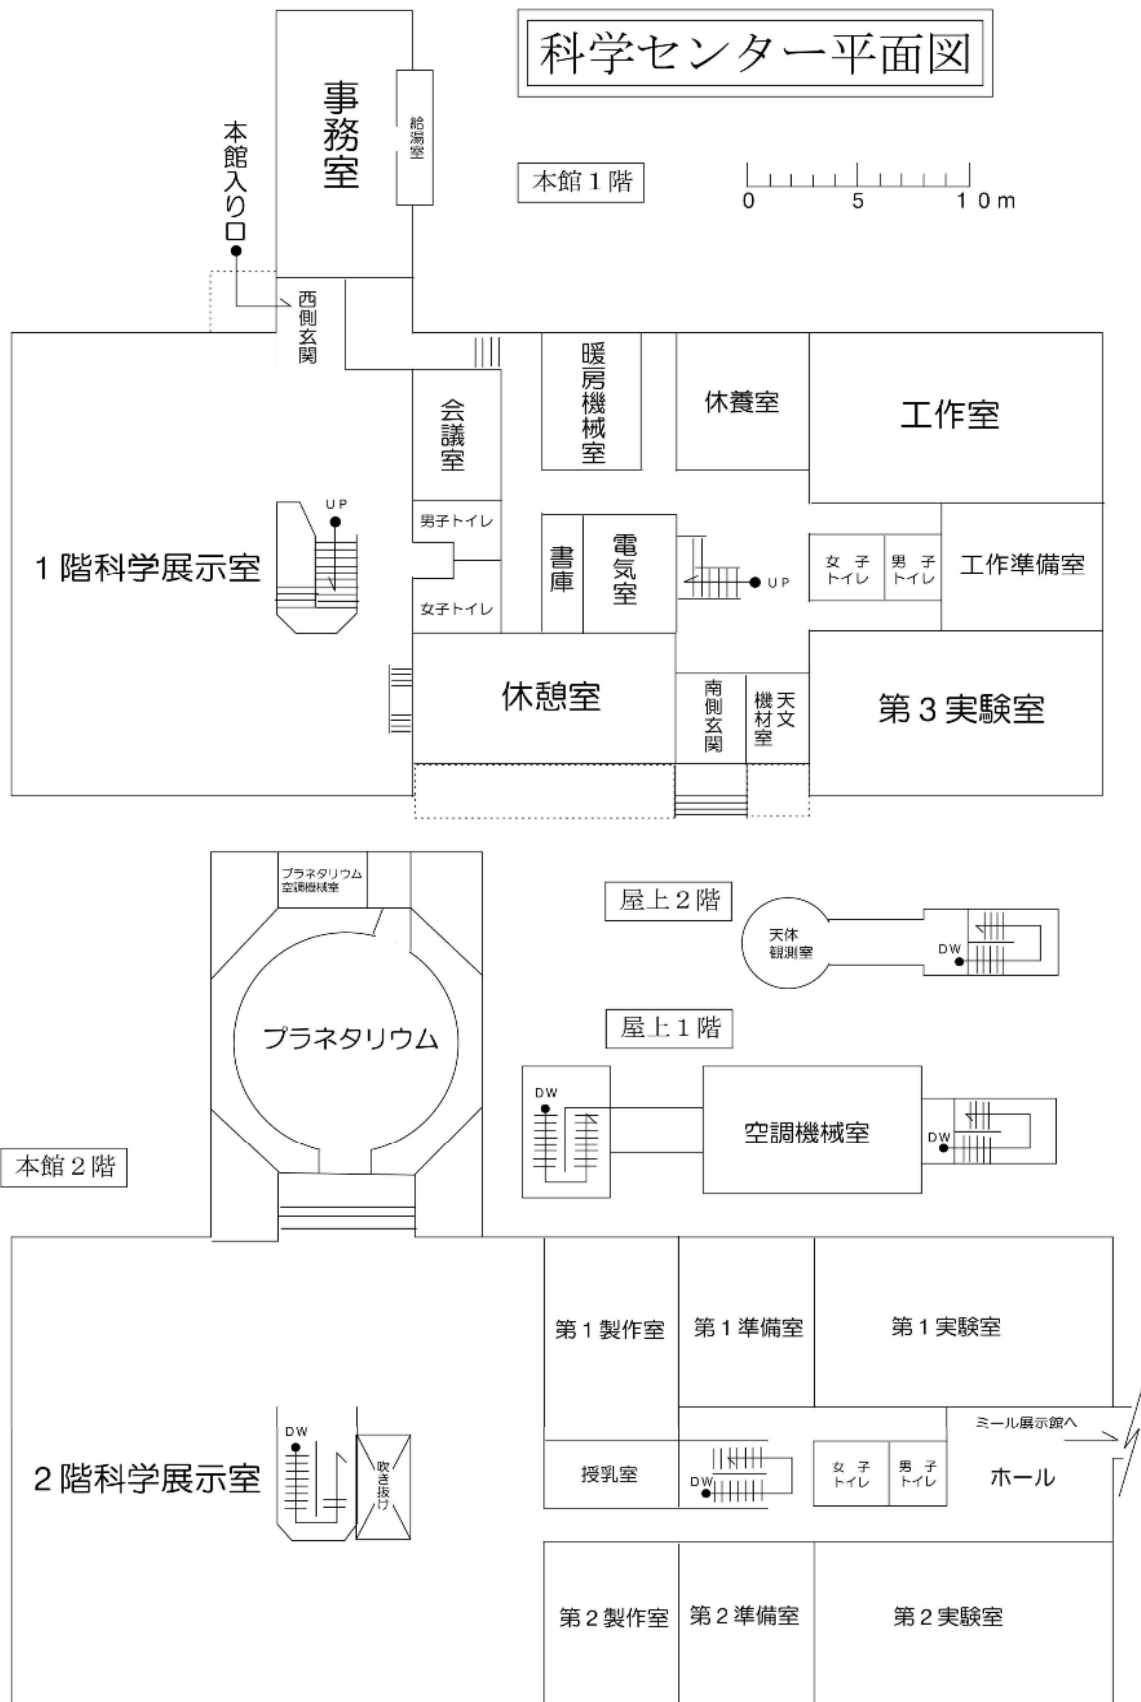 科学センター平面図
事務室
給湯室
本館入り口
本館1階
0 5 10m
西側玄関
暖房機械室
休養室
工作室
会議室
UP
男子トイレ
1階科学展示室
書庫
電気室
UP
女子
トイレ
男子
トイレ
工作準備室
女子トイレ
休憩室
南側玄関
天文
機材室
第3実験室
プラネタリウム
空調機械室
屋上2階
天体
観測室
DW
プラネタリウム
屋上1階
DW
空調機械室
DW
本館2階
第1製作室
第1準備室
第1実験室
ミール展示館へ
DW
2階科学展示室
吹き抜け
授乳室
DW
女子
トイレ
男子
トイレ
ホール
第2製作室
第2準備室
第2実験室